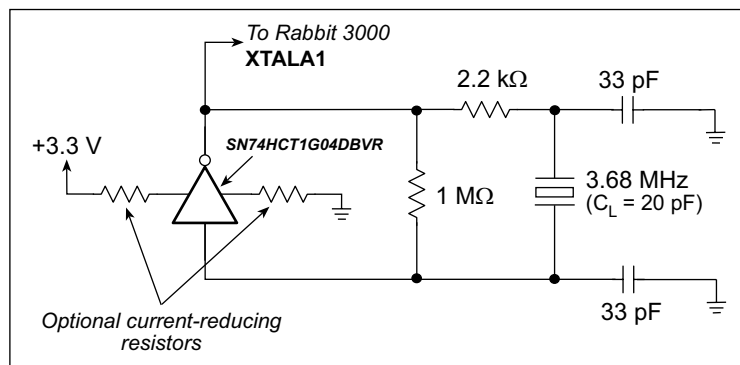 To Rabbit 3000
XTALA1
2.2 kΩ
33 pF
+3.3 V
SN74HCT1G04DBVR
1 MΩ
3.68 MHz
(C_L = 20 pF)
33 pF
Optional current-reducing
resistors